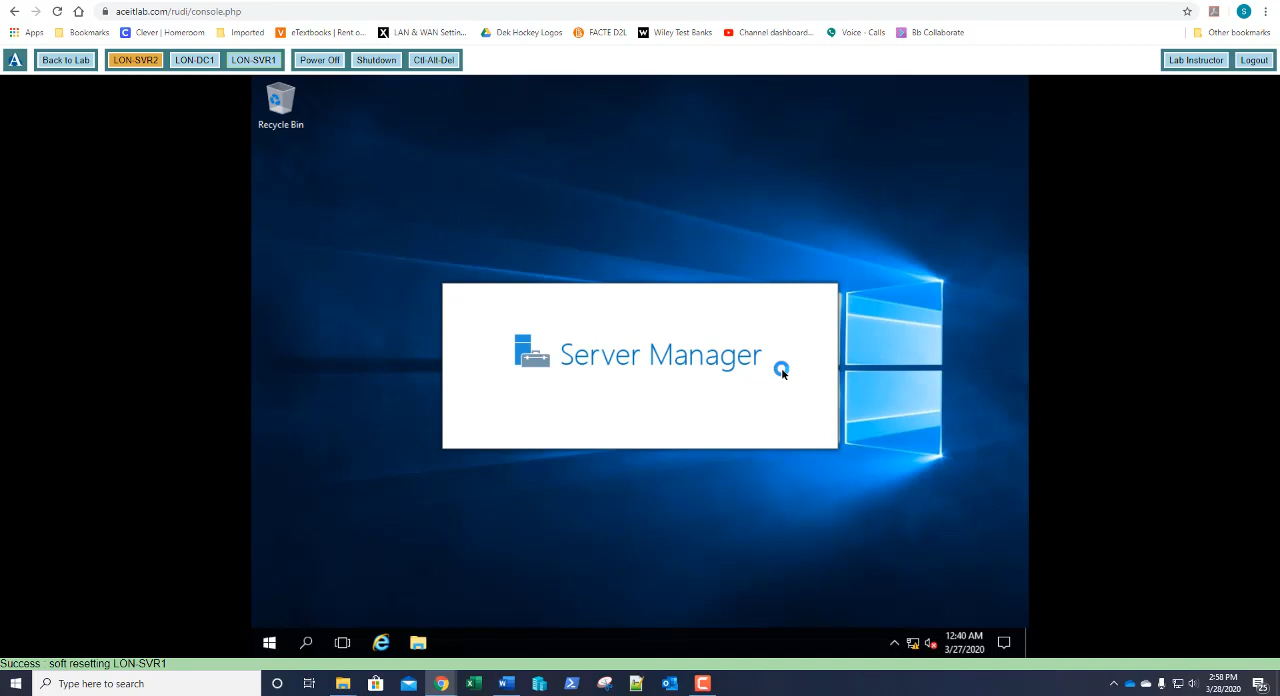 aceitlab.com/rudi/console.php
S
Apps Bookmarks Clever | Homeroom Imported eTextbooks | Rent o... LAN & WAN Settin... Dek Hockey Logos FACTE D2L Wiley Test Banks Channel dashboard... Voice - Calls Bb Collaborate Other bookmarks
A Back to Lab LON-SVR2 LON-DC1 LON-SVR1 Power Off Shutdown Ctl-Alt-Del Lab Instructor Logout
Recycle Bin
Server Manager
12:40 AM
3/27/2020
Success : soft resetting LON-SVR1
Type here to search
2:58 PM
3/28/2020
25